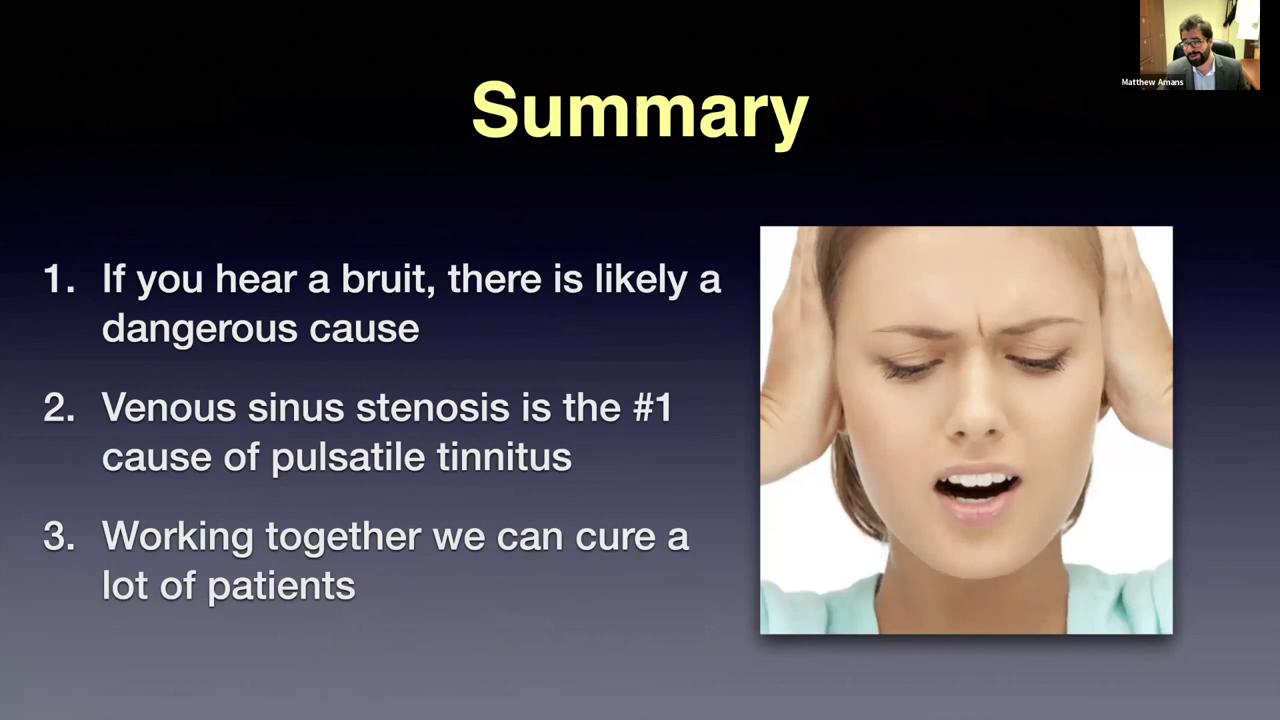 Matthew Amans
Summary
1. If you hear a bruit, there is likely a
dangerous cause
2. Venous sinus stenosis is the #1
cause of pulsatile tinnitus
3. Working together we can cure a
lot of patients